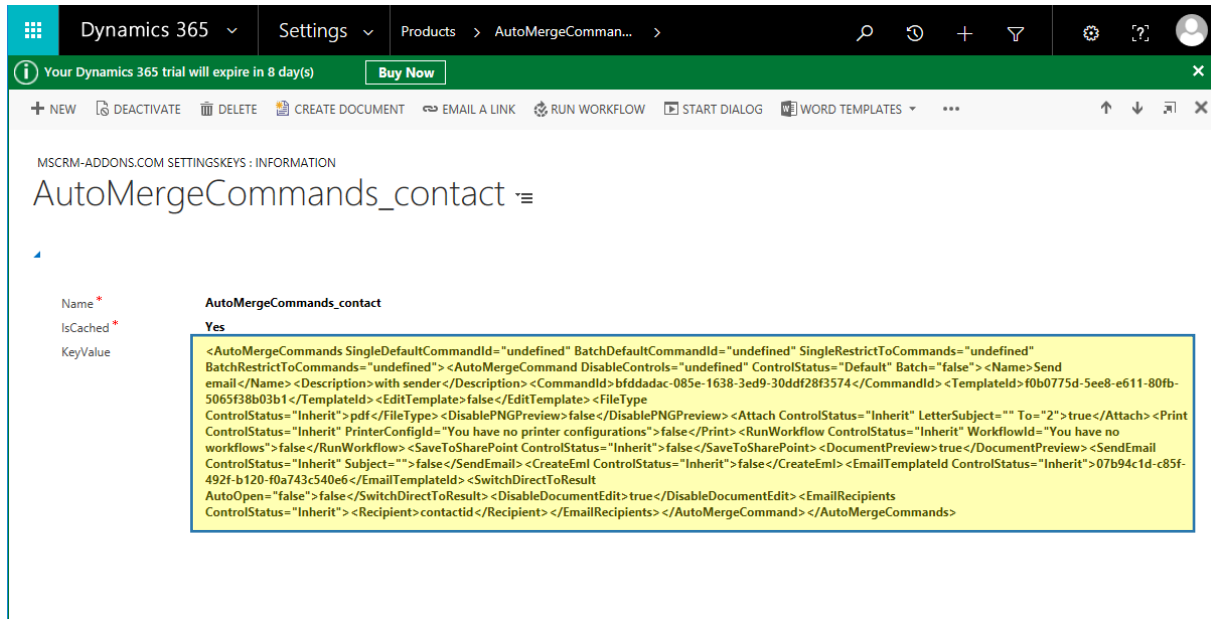 Dynamics 365 Settings Products > AutoMergeComman... > [?]
i Your Dynamics 365 trial will expire in 8 day(s) Buy Now
NEW DEACTIVATE DELETE CREATE DOCUMENT EMAIL A LINK RUN WORKFLOW START DIALOG WORD TEMPLATES ...
MSCRM-ADDONS.COM SETTINGSKEYS : INFORMATION
AutoMergeCommands_contact
Name * AutoMergeCommands_contact
IsCached * Yes
KeyValue <AutoMergeCommands SingleDefaultCommandId="undefined" BatchDefaultCommandId="undefined" SingleRestrictToCommands="undefined"
BatchRestrictToCommands="undefined"><AutoMergeCommand DisableControls="undefined" ControlStatus="Default" Batch="false"><Name>Send
email</Name><Description>with sender</Description><CommandId>bfddadac-085e-1638-3ed9-30ddf28f3574</CommandId><TemplateId>f0b0775d-5ee8-e611-80fb-
5065f38b03b1</TemplateId><EditTemplate>false</EditTemplate><FileType
ControlStatus="Inherit">pdf</FileType><DisablePNGPreview>false</DisablePNGPreview><Attach ControlStatus="Inherit" LetterSubject="" To="2">true</Attach><Print
ControlStatus="Inherit" PrinterConfigId="You have no printer configurations">false</Print><RunWorkflow ControlStatus="Inherit" WorkflowId="You have no
workflows">false</RunWorkflow><SaveToSharePoint ControlStatus="Inherit">false</SaveToSharePoint><DocumentPreview>true</DocumentPreview><SendEmail
ControlStatus="Inherit" Subject="">false</SendEmail><CreateEml ControlStatus="Inherit">false</CreateEml><EmailTemplateId ControlStatus="Inherit">07b94c1d-c85f-
492f-b120-f0a743c540e6</EmailTemplateId><SwitchDirectToResult
AutoOpen="false">false</SwitchDirectToResult><DisableDocumentEdit>true</DisableDocumentEdit><EmailRecipients
ControlStatus="Inherit"><Recipient>contactid</Recipient></EmailRecipients></AutoMergeCommand></AutoMergeCommands>